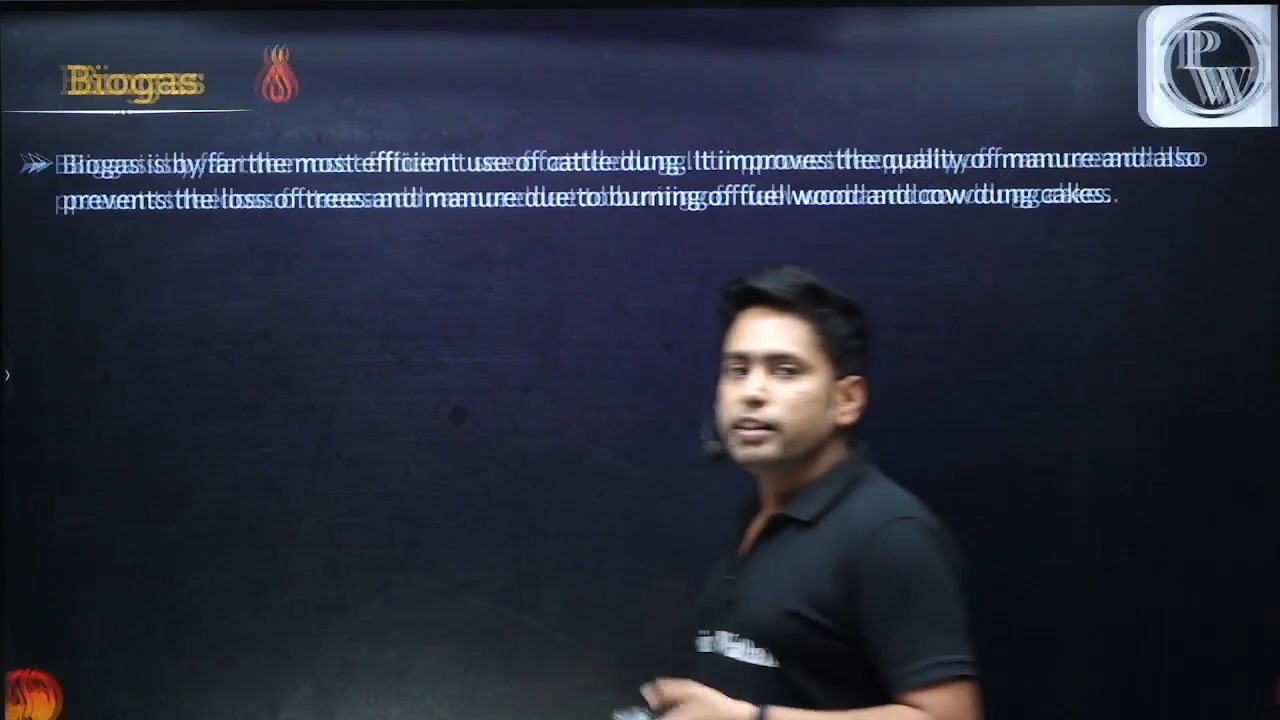 Biogas
PW
Biogas is by far the most efficient use of cattle dung. It improves the quality of manure and also
prevents the loss of trees and manure due to burning of fuel wood and cow dung cakes.